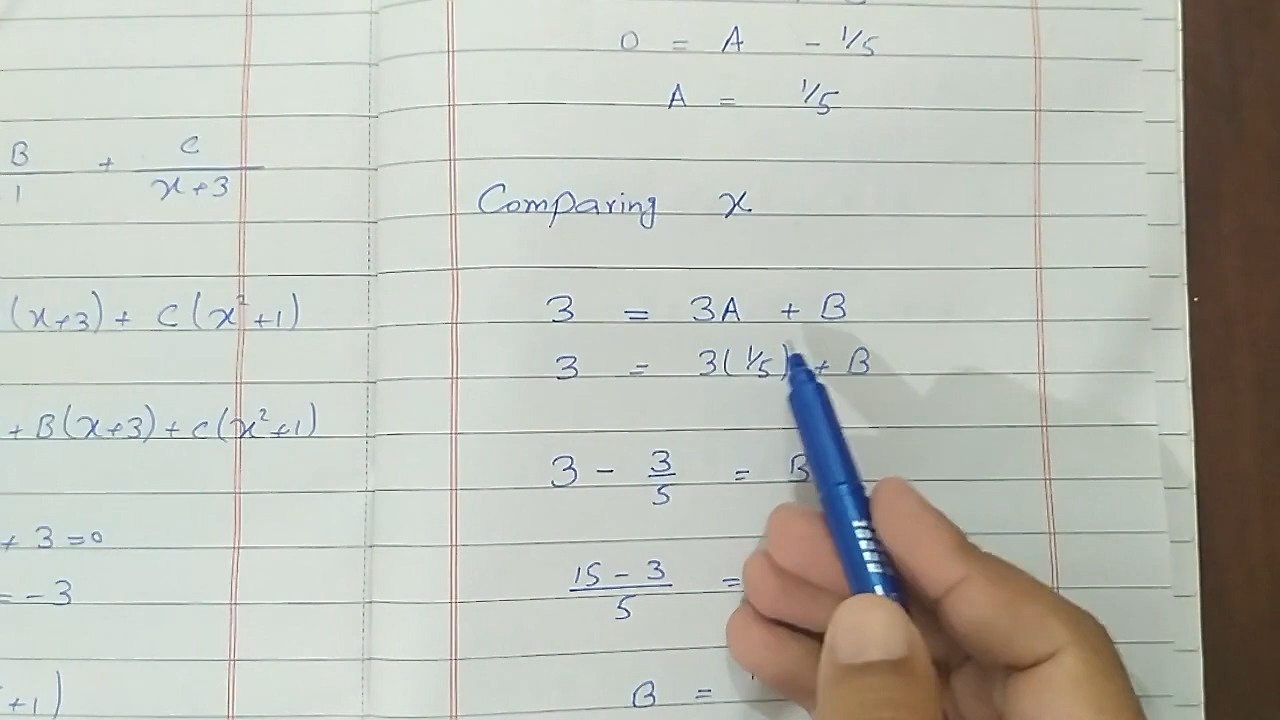 B/1 + C/(x+3)
(x+3) + C(x²+1)
+ B(x+3) + C(x²+1)
+ 3 = 0
= -3
+1)
0 = A - 1/5
A = 1/5
Comparing x
3 = 3A + B
3 = 3(1/5) + B
3 - 3/5 = B
(15 - 3)/5 =
B =